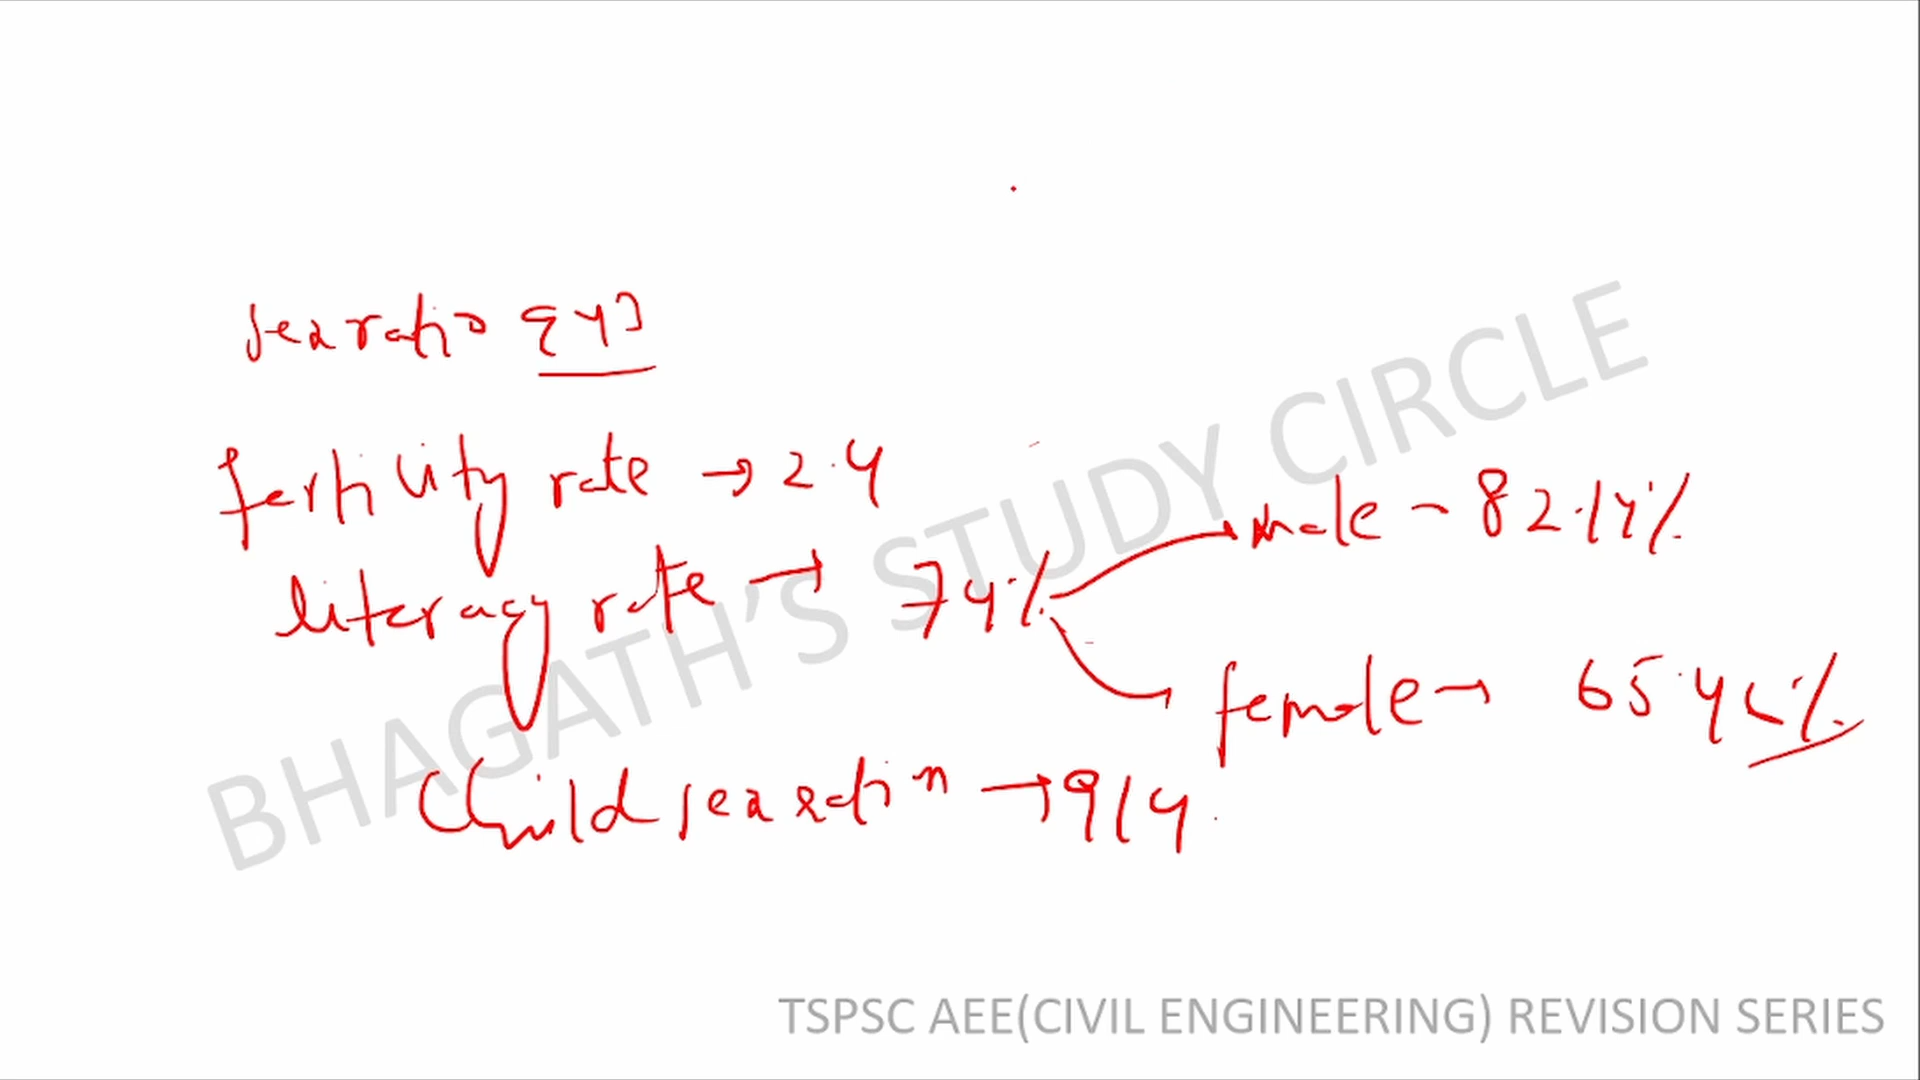 sex ratio 943
fertility rate → 2.4
literacy rate → 74%
male - 82.14%
female → 65.46%
Child sex ratio → 914
BHAGATH'S STUDY CIRCLE
TSPSC AEE(CIVIL ENGINEERING) REVISION SERIES